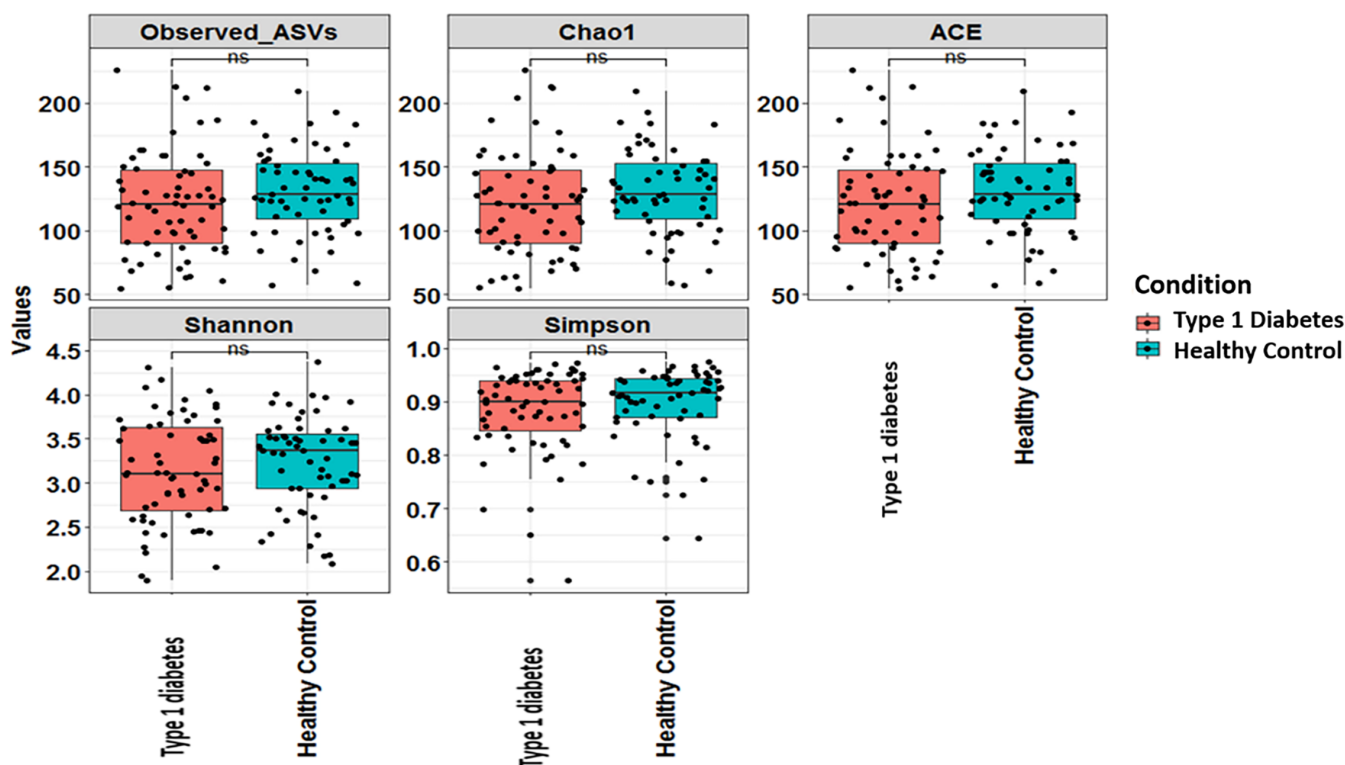 Observed_ASVs
Chao1
ACE
ns
ns
ns
200
150
100
50
200
150
100
50
200
150
100
50
Values
Condition
Type 1 Diabetes
Healthy Control
Shannon
Simpson
ns
ns
4.5
4.0
3.5
3.0
2.5
2.0
1.0
0.9
0.8
0.7
0.6
Type 1 diabetes
Healthy Control
Type 1 diabetes
Healthy Control
Type 1 diabetes
Healthy Control